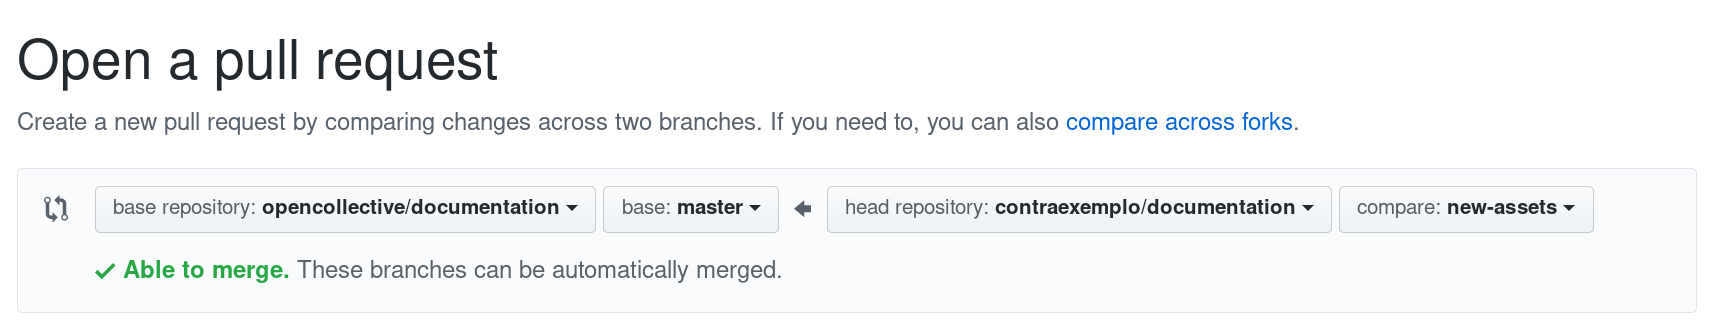 Open a pull request
Create a new pull request by comparing changes across two branches. If you need to, you can also compare across forks.
base repository: opencollective/documentation base: master head repository: contraexemplo/documentation compare: new-assets
Able to merge. These branches can be automatically merged.